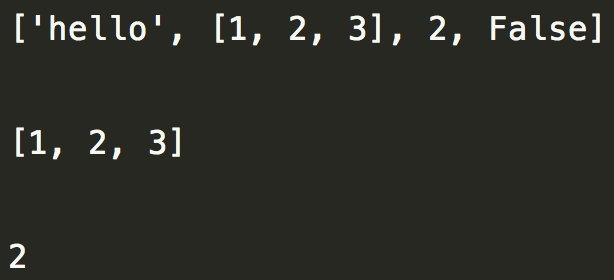 ['hello', [1, 2, 3], 2, False]
[1, 2, 3]
2